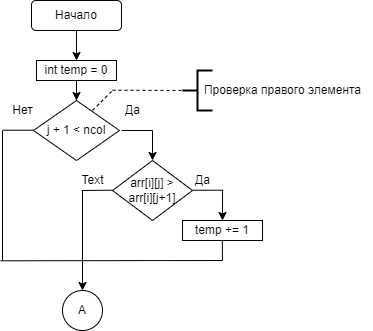 Начало
int temp = 0
Проверка правого элемента
Нет
Да
j + 1 < ncol
Text
arr[i][j] >
arr[i][j+1]
Да
temp += 1
A